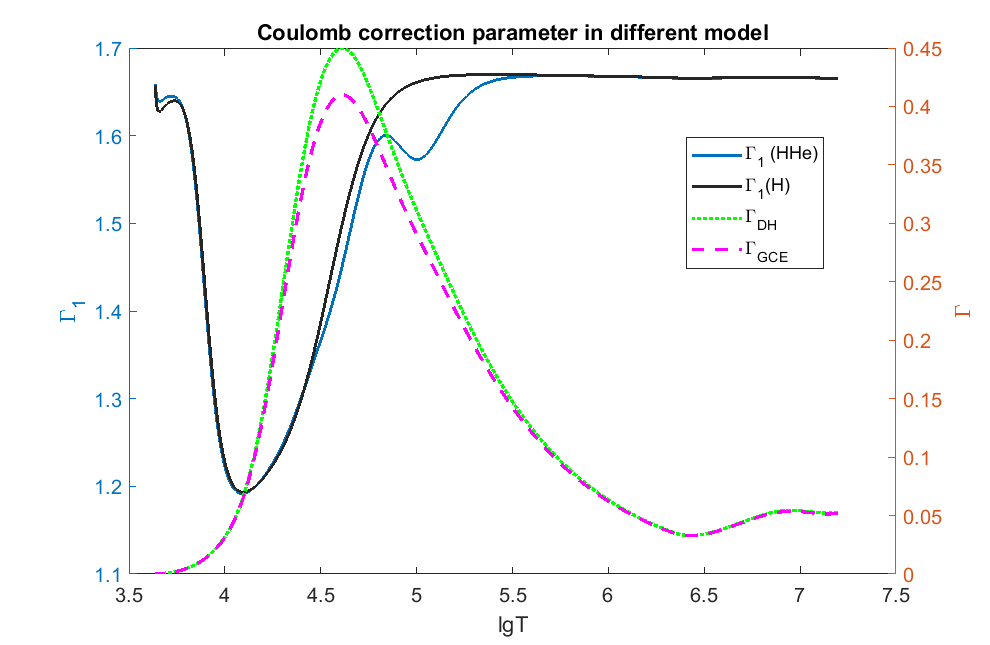 Coulomb correction parameter in different model
1.7
1.6
1.5
1.4
1.3
1.2
1.1
Γ1
0.45
0.4
0.35
0.3
0.25
0.2
0.15
0.1
0.05
0
Γ
Γ1 (HHe)
Γ1(H)
ΓDH
ΓGCE
3.5 4 4.5 5 5.5 6 6.5 7 7.5
lgT